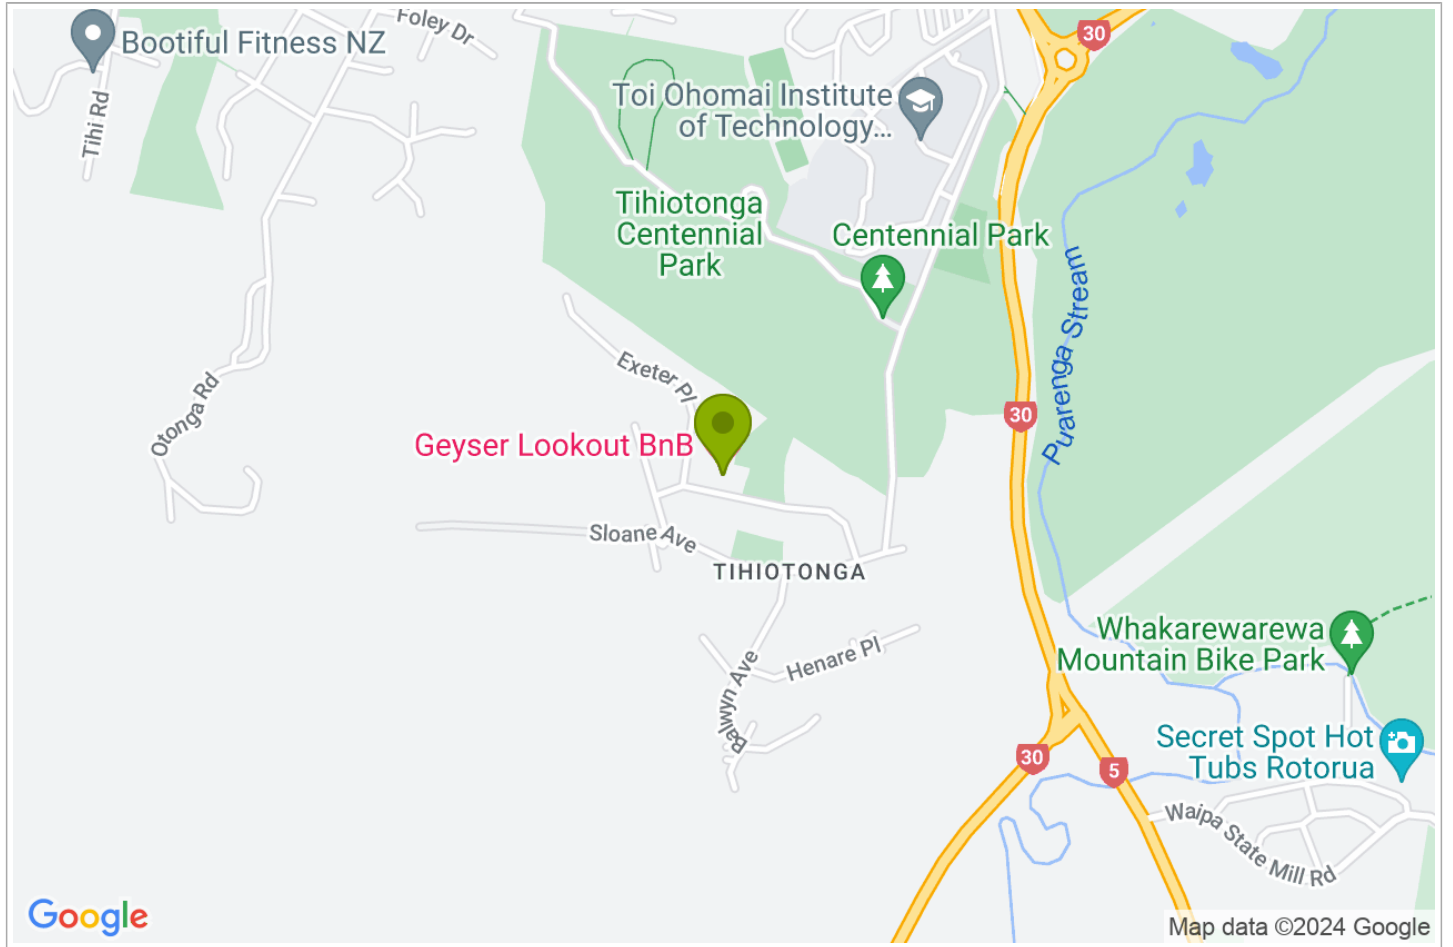 Foley Dr
30
Bootiful Fitness NZ
Tihi Rd
Toi Ohomai Institute
of Technology...
Tihiotonga
Centennial
Park
Centennial Park
Puarenga Stream
Exeter Pl
Otonga Rd
30
Geyser Lookout BnB
Sloane Ave
TIHIOTONGA
Whakarewarewa
Mountain Bike Park
Henare Pl
Balwyn Ave
Secret Spot Hot
Tubs Rotorua
30
5
Waipa State Mill Rd
Google
Map data ©2024 Google